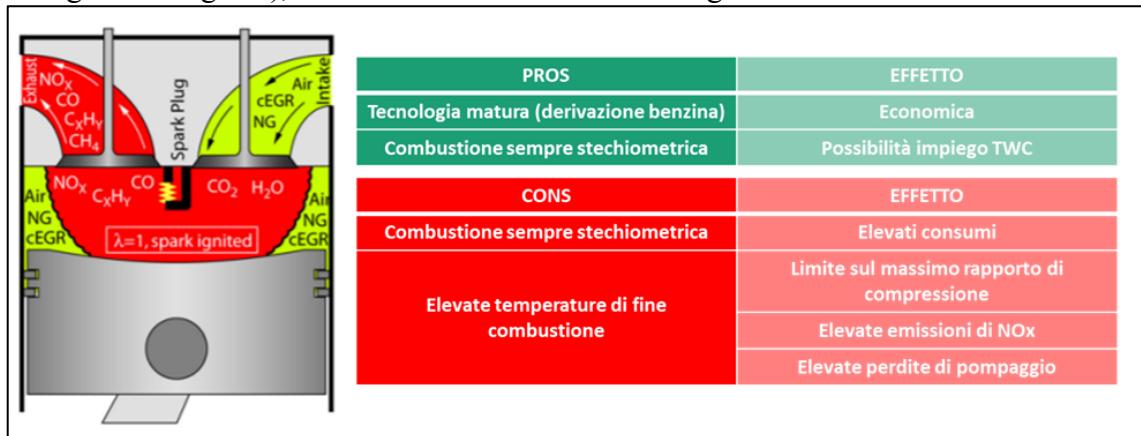 Exhaust
NOX
CO
CXHY
CH4
Spark Plug
Air
cEGR
NG
Intake
Air
NG
cEGR
NOX
CXHY
CO
CO2
H2O
Air
NG
cEGR
λ=1, spark ignited
PROS EFFETTO
Tecnologia matura (derivazione benzina) Economica
Combustione sempre stechiometrica Possibilità impiego TWC
CONS EFFETTO
Combustione sempre stechiometrica Elevati consumi
Elevate temperature di fine
combustione
Limite sul massimo rapporto di
compressione
Elevate emissioni di NOx
Elevate perdite di pompaggio